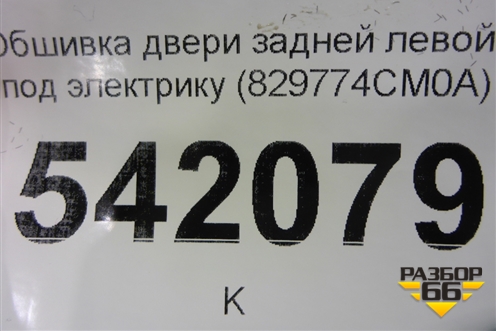 Обшивка двери задней левой
под электрику (829774CM0A)
542079
К
РАЗБОР
66